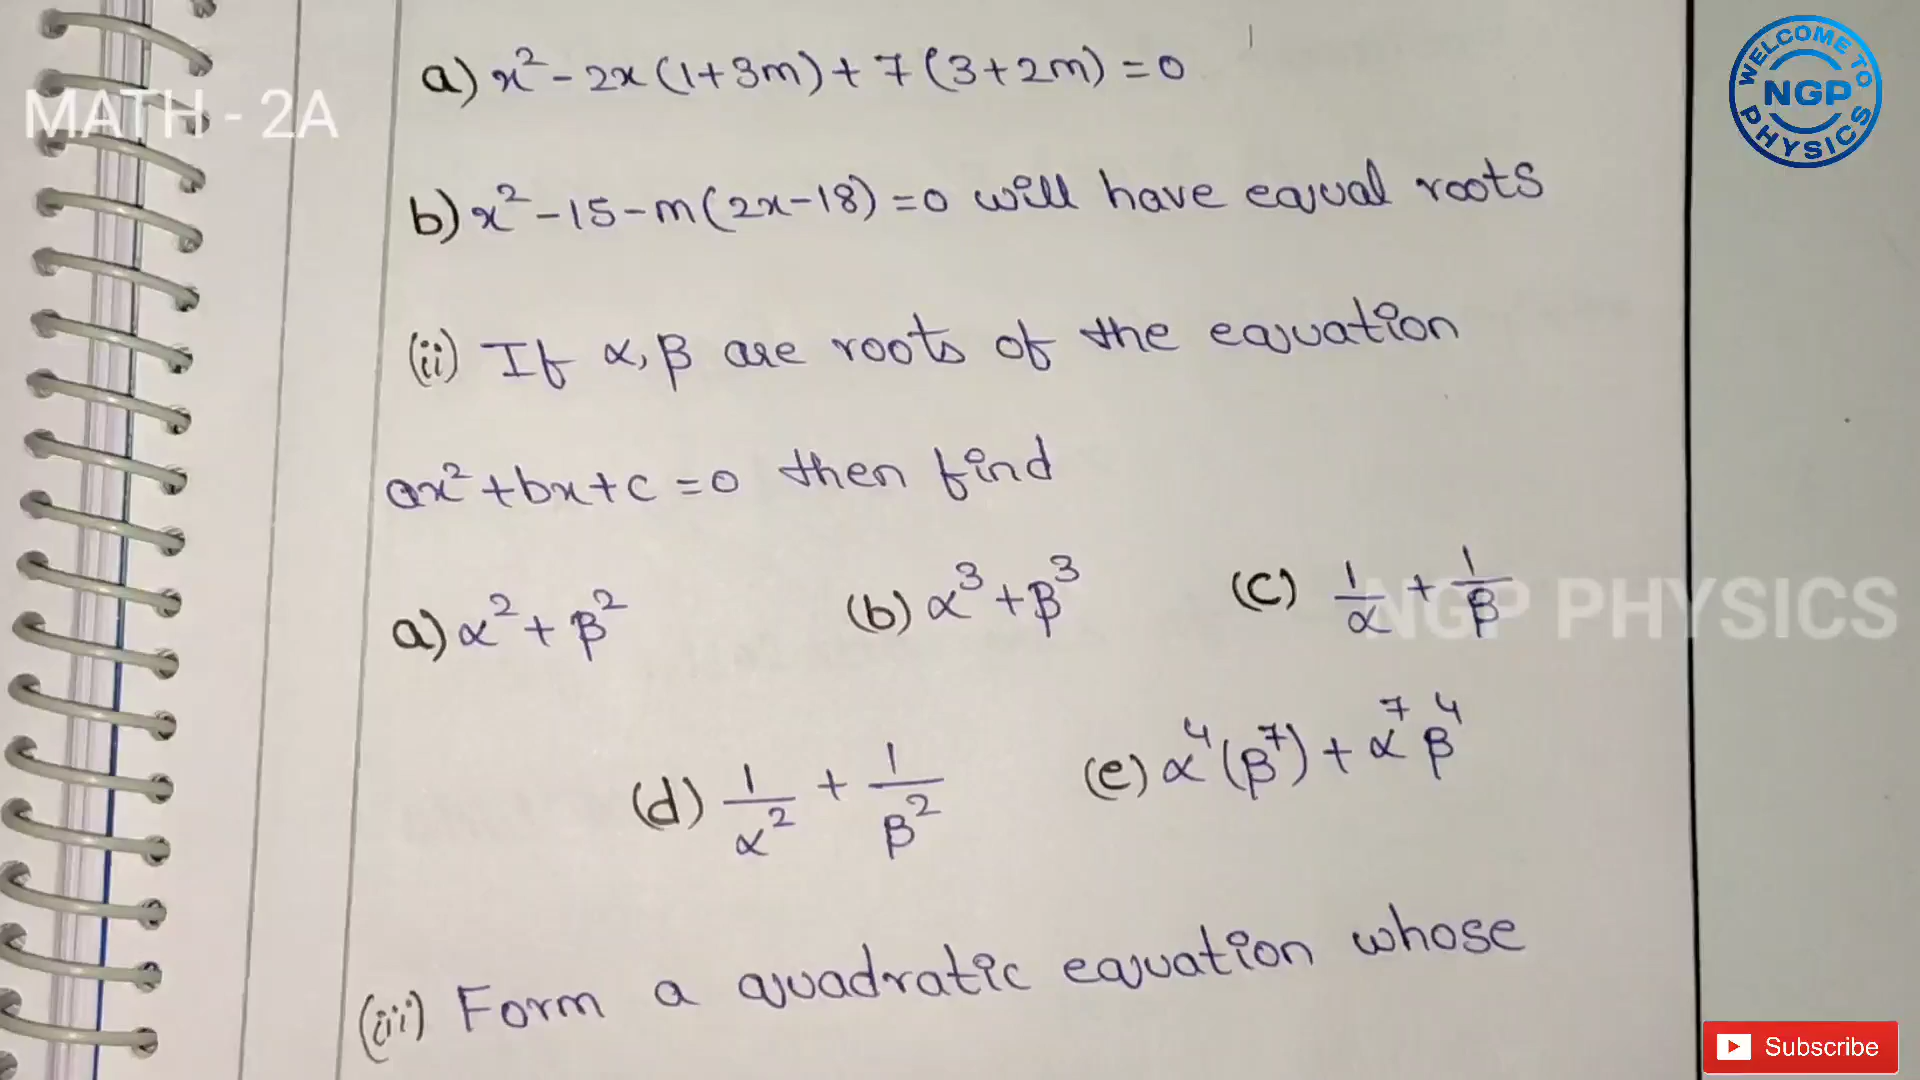 a) x² - 2x (1+3m) + 7 (3+2m) = 0
MATH - 2A
WELCOME TO
NGP
PHYSICS
b) x² - 15 - m (2x - 18) = 0 will have equal roots
(ii) If α, β are roots of the equation
ax² + bx + c = 0 then find
a) α² + β² (b) α³ + β³ (c) 1/α + 1/β
NGP PHYSICS
(d) 1/α² + 1/β² (e) α⁴(β⁷) + α⁷ β⁴
(iii) Form a quadratic equation whose
Subscribe